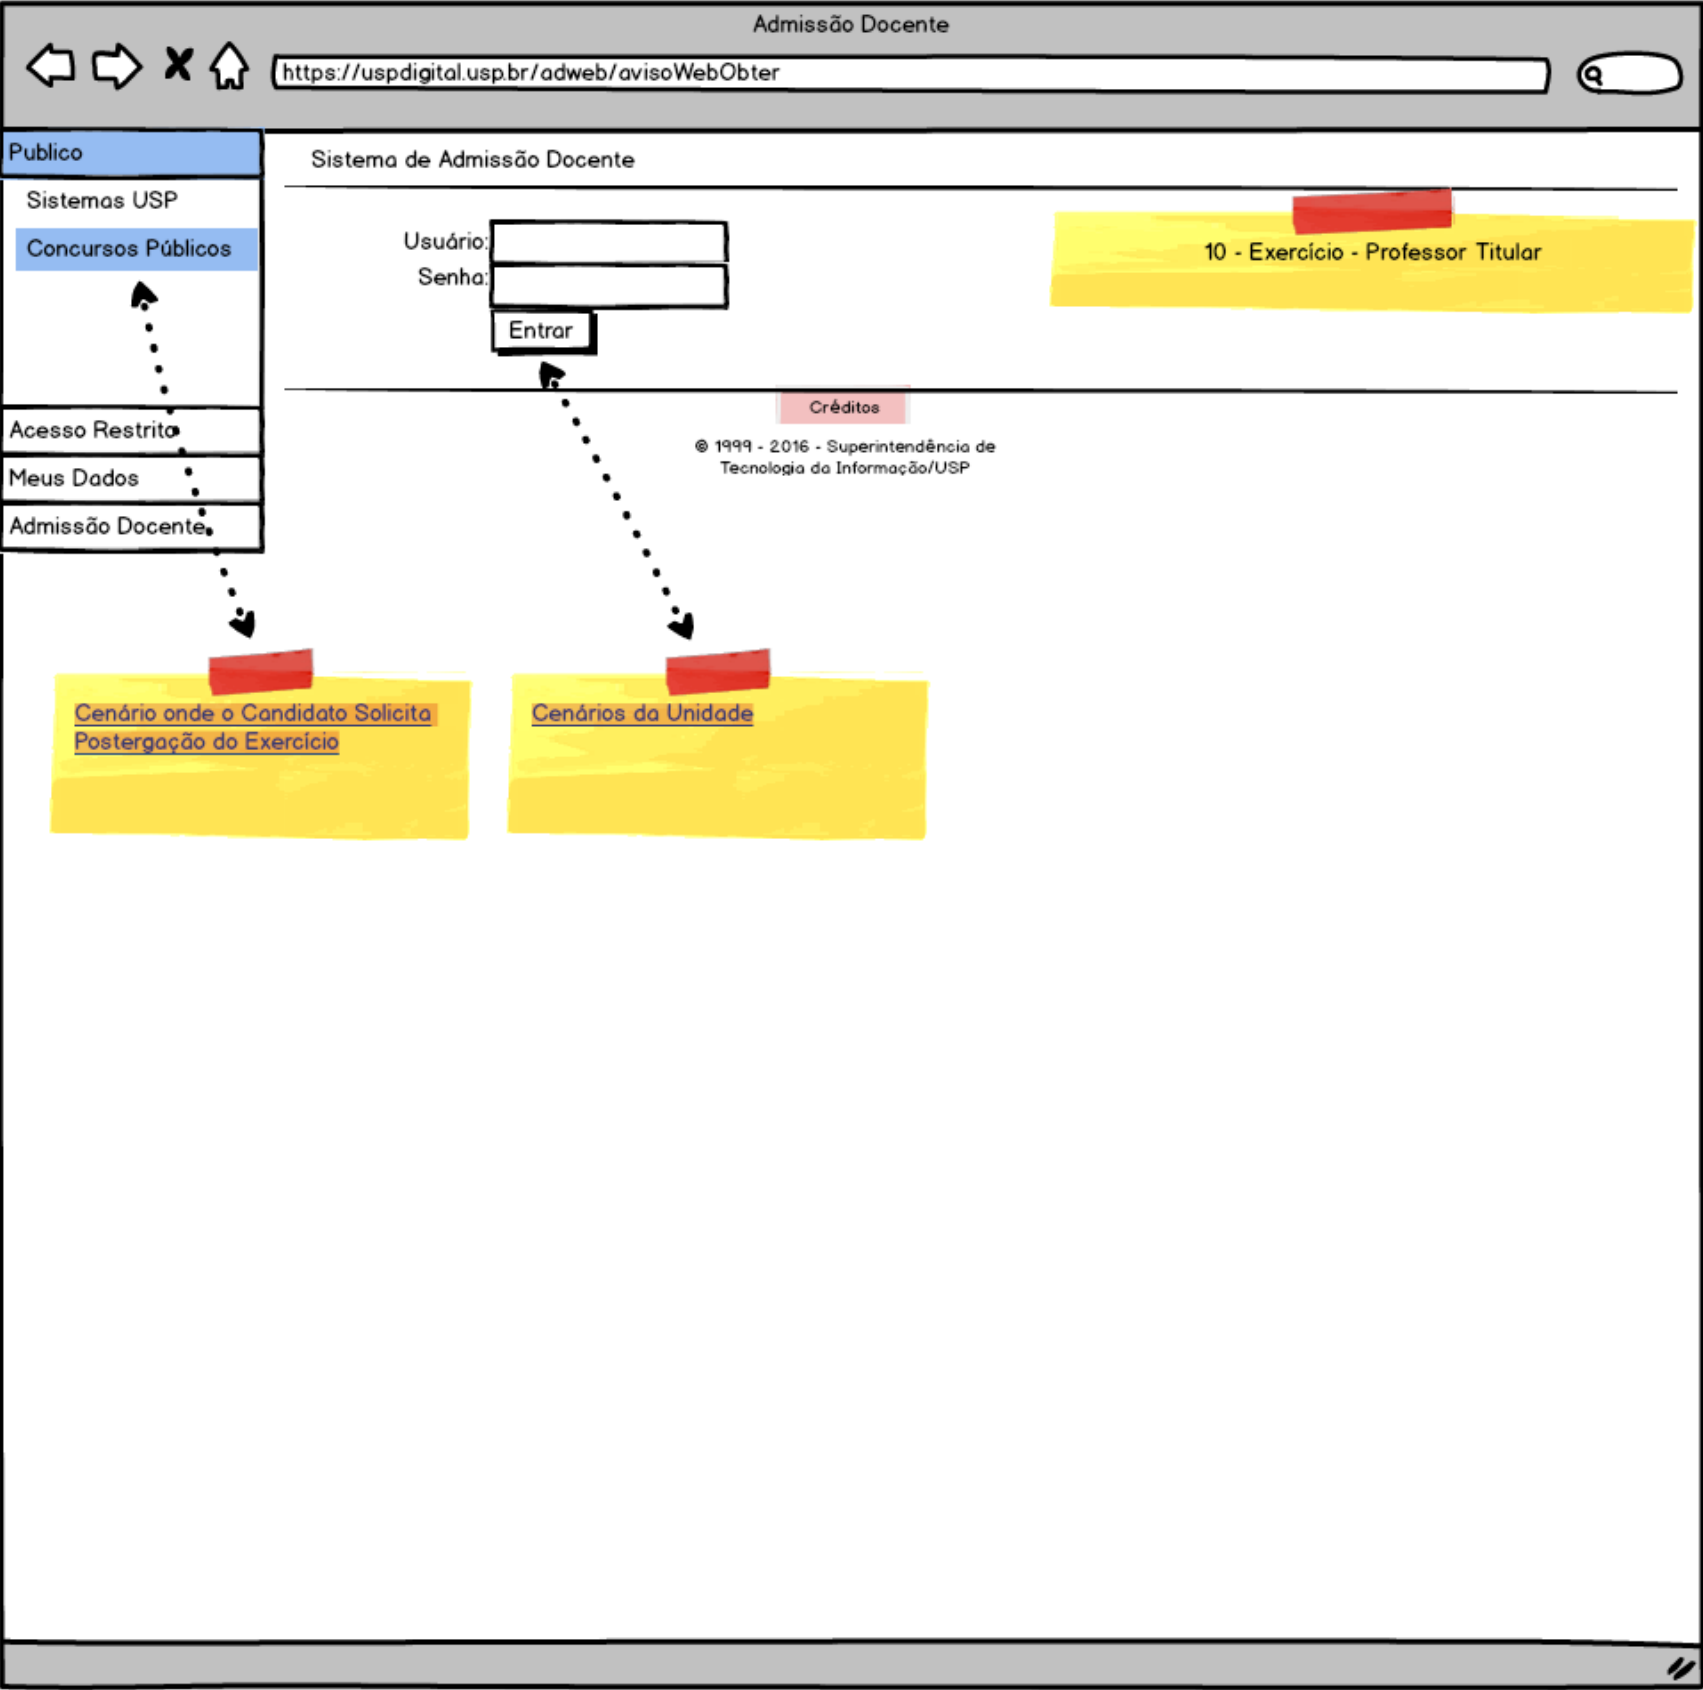 Admissão Docente
https://uspdigital.usp.br/adweb/avisoWebObter
Publico
Sistemas USP
Concursos Públicos
Acesso Restrito
Meus Dados
Admissão Docente
Sistema de Admissão Docente
Usuário:
Senha:
Entrar
10 - Exercício - Professor Titular
Créditos
© 1999 - 2016 - Superintendência de
Tecnologia da Informação/USP
Cenário onde o Candidato Solicita
Postergação do Exercício
Cenários da Unidade